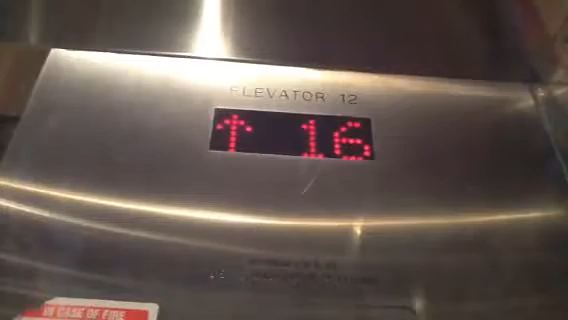 ELEVATOR 12
↑ 16
IN CASE OF FIRE